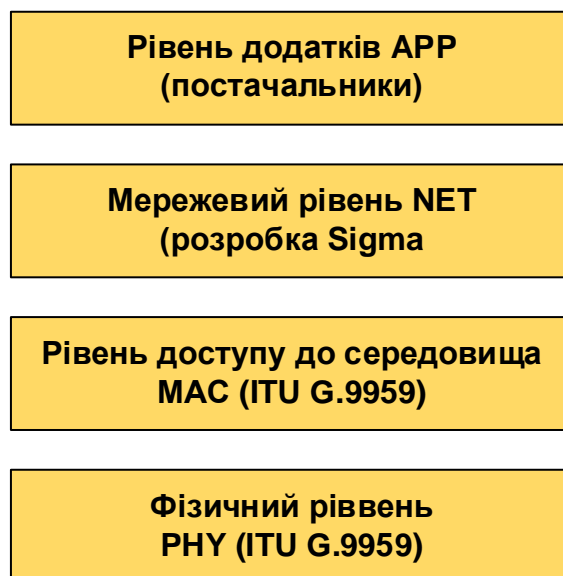 Рівень додатків APP
(постачальники)
Мережевий рівень NET
(розробка Sigma
Рівень доступу до середовища
MAC (ITU G.9959)
Фізичний ріввень
PHY (ITU G.9959)